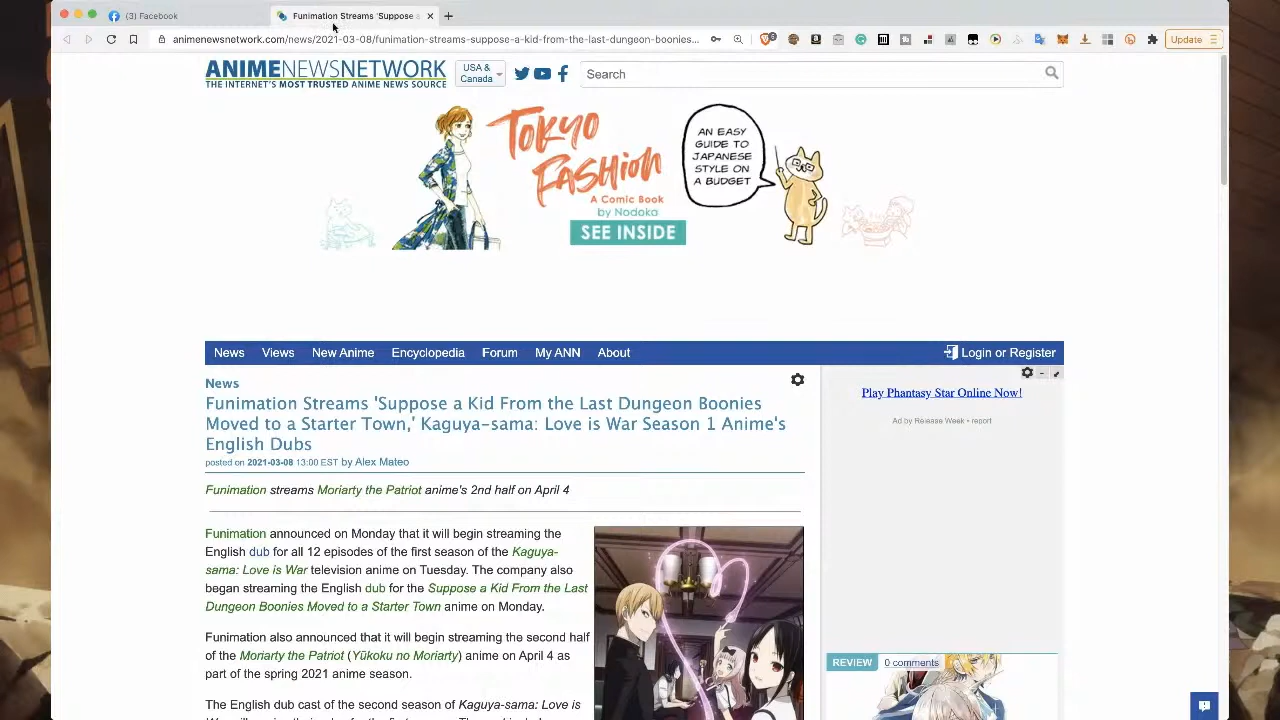 (3) Facebook
Funimation Streams 'Suppose a
animenewsnetwork.com/news/2021-03-08/funimation-streams-suppose-a-kid-from-the-last-dungeon-boonies...
Update
ANIMENEWSNETWORK
THE INTERNET'S MOST TRUSTED ANIME NEWS SOURCE
USA &
Canada
Search
TOKYO
FASHION
A Comic Book
by Nodoka
SEE INSIDE
AN EASY
GUIDE TO
JAPANESE
STYLE ON
A BUDGET
News Views New Anime Encyclopedia Forum My ANN About Login or Register
News
Funimation Streams 'Suppose a Kid From the Last Dungeon Boonies
Moved to a Starter Town,' Kaguya-sama: Love is War Season 1 Anime's
English Dubs
posted on 2021-03-08 13:00 EST by Alex Mateo
Funimation streams Moriarty the Patriot anime's 2nd half on April 4
Funimation announced on Monday that it will begin streaming the
English dub for all 12 episodes of the first season of the Kaguya-
sama: Love is War television anime on Tuesday. The company also
began streaming the English dub for the Suppose a Kid From the Last
Dungeon Boonies Moved to a Starter Town anime on Monday.
Funimation also announced that it will begin streaming the second half
of the Moriarty the Patriot (Yūkoku no Moriarty) anime on April 4 as
part of the spring 2021 anime season.
The English dub cast of the second season of Kaguya-sama: Love is
Play Phantasy Star Online Now!
Ad by Release Week • report
REVIEW 0 comments